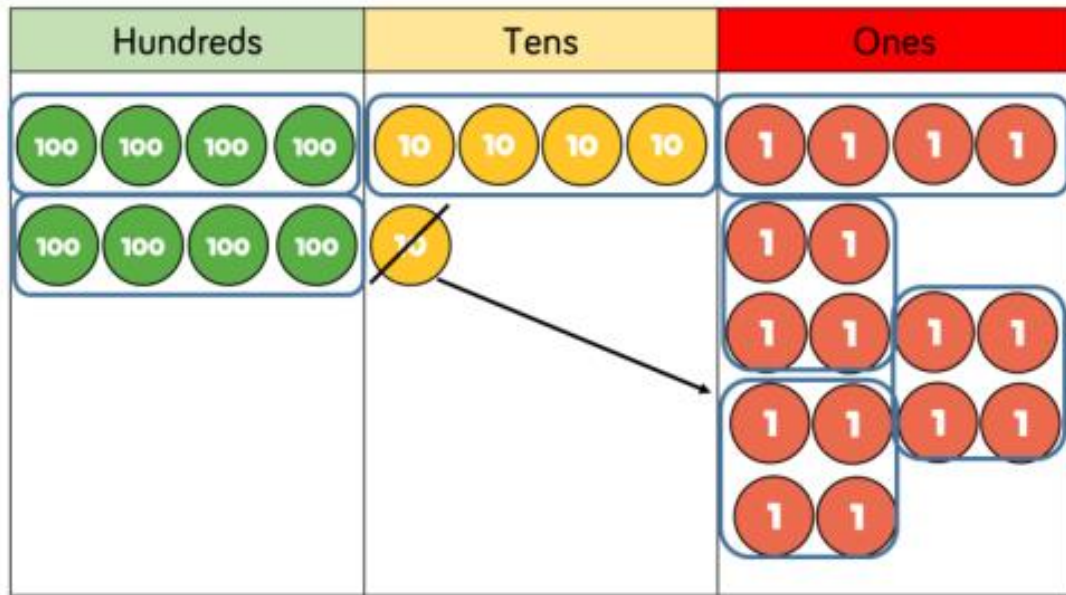 Hundreds Tens Ones
100 100 100 100 10 10 10 10 1 1 1 1
100 100 100 100 10 1 1
1 1 1 1
1 1 1 1
1 1